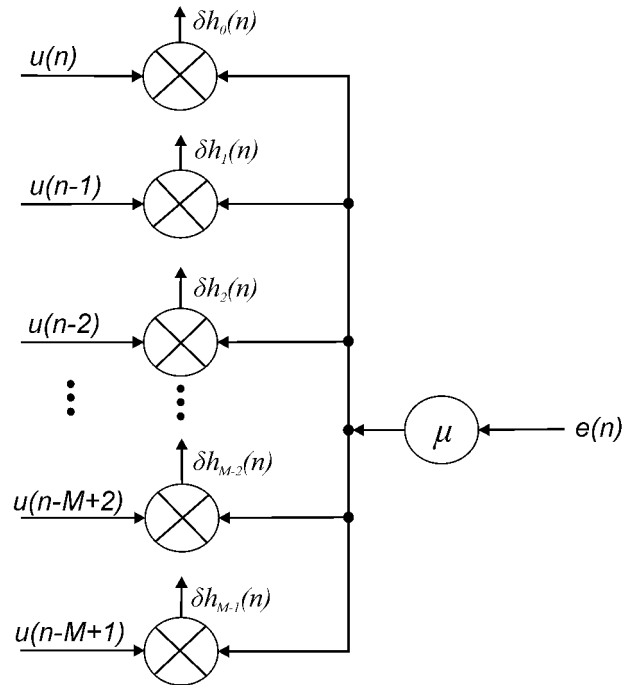 δh₀(n)
u(n)
δh₁(n)
u(n-1)
δh₂(n)
u(n-2)
μ
e(n)
δh_{M-2}(n)
u(n-M+2)
δh_{M-1}(n)
u(n-M+1)